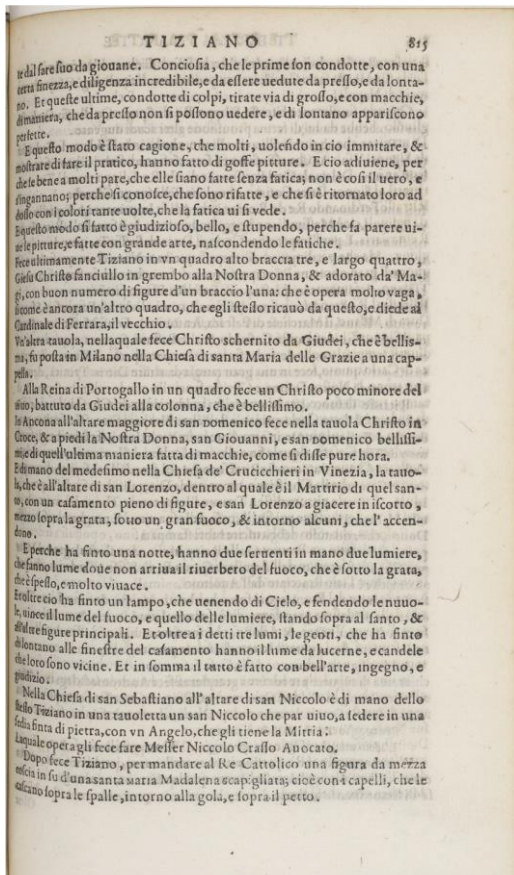 TIZIANO 815
te dal fare suo da giouane. Conciosia, che le prime son condotte, con una
certa finezza, e diligenza incredibile, e da essere uedute da presso, e da lonta-
no. Et queste ultime, condotte di colpi, tirate via di grosso, e con macchie,
di maniera, che da presso non si possono uedere, e di lontano appariscono
perfette.
E questo modo è stato cagione, che molti, uolendo in cio immitare, &
mostrare di fare il pratico, hanno fatto di goffe pitture. E cio adiuiene, per
che se bene a molti pare, che elle siano fatte senza fatica; non è cosi il uero, e
s'ingannano; perche si conosce, che sono rifatte, e che si è ritornato loro ad
dosso con i colori tante uolte, che la fatica ui si vede.
E questo modo si fatto è giudizioso, bello, e stupendo, perche fa parere ui-
ue le pitture, e fatte con grande arte, nascondendo le fatiche.
Fece ultimamente Tiziano in vn quadro alto braccia tre, e largo quattro,
Giesu Christo fanciullo in grembo alla Nostra Donna, & adorato da' Ma-
gi, con buon numero di figure d'un braccio l'una: che è opera molto vaga,
si come è ancora un'altro quadro, che egli stesso ricauò da questo, e diede al
Cardinale di Ferrara, il vecchio.
Vn'altra tauola, nellaquale fece Christo schernito da Giudei, che è bellis-
ma, fu posta in Milano nella Chiesa di santa Maria delle Grazie a una cap-
pella.
Alla Reina di Portogallo in un quadro fece un Christo poco minore del
uiuo; battuto da Giudei alla colonna, che è bellissimo.
In Ancona all'altare maggiore di san Domenico fece nella tauola Christo in
Croce, & a piedi la Nostra Donna, san Giouanni, e san Domenico bellissi-
mi, e di quell'ultima maniera fatta di macchie, come si disse pure hora.
E di mano del medesimo nella Chiesa de' Crucicchieri in Vinezia, la tauo-
la, che è all'altare di san Lorenzo, dentro al quale è il Martirio di quel san-
to, con un casamento pieno di figure, e san Lorenzo a giacere in iscotto,
mezzo sopra la grata, sotto un gran fuoco, & intorno alcuni, che l'accen-
dono.
E perche ha finto una notte, hanno due seruenti in mano due lumiere,
che fanno lume doue non arriua il riuerbero del fuoco, che è sotto la grata,
che è spesso, e molto viuace.
Et oltre cio ha finto un lampo, che uenendo di Cielo, e fendendo le nuuo-
le, uince il lume del fuoco, e quello delle lumiere, stando sopra al santo, &
all'altre figure principali. Et oltre a i detti tre lumi, le genti, che ha finto
di lontano alle finestre del casamento hanno il lume da lucerne, e candele
che loro sono vicine. Et in somma il tutto è fatto con bell'arte, ingegno, e
giudizio.
Nella Chiesa di san Sebastiano all'altare di san Niccolo è di mano dello
stesso Tiziano in una tauoletta un san Niccolo che par uiuo, a sedere in una
sedia finta di pietra, con vn Angelo, che gli tiene la Mitria:
Laquale opera gli fece fare Messer Niccolo Crasso Auocato.
Dopo fece Tiziano, per mandare al Re Cattolico una figura da mezza
coscia in su d'una santa Maria Madalena scapigliata; cioè con i capelli, che le
cascano sopra le spalle, intorno alla gola, e sopra il petto.